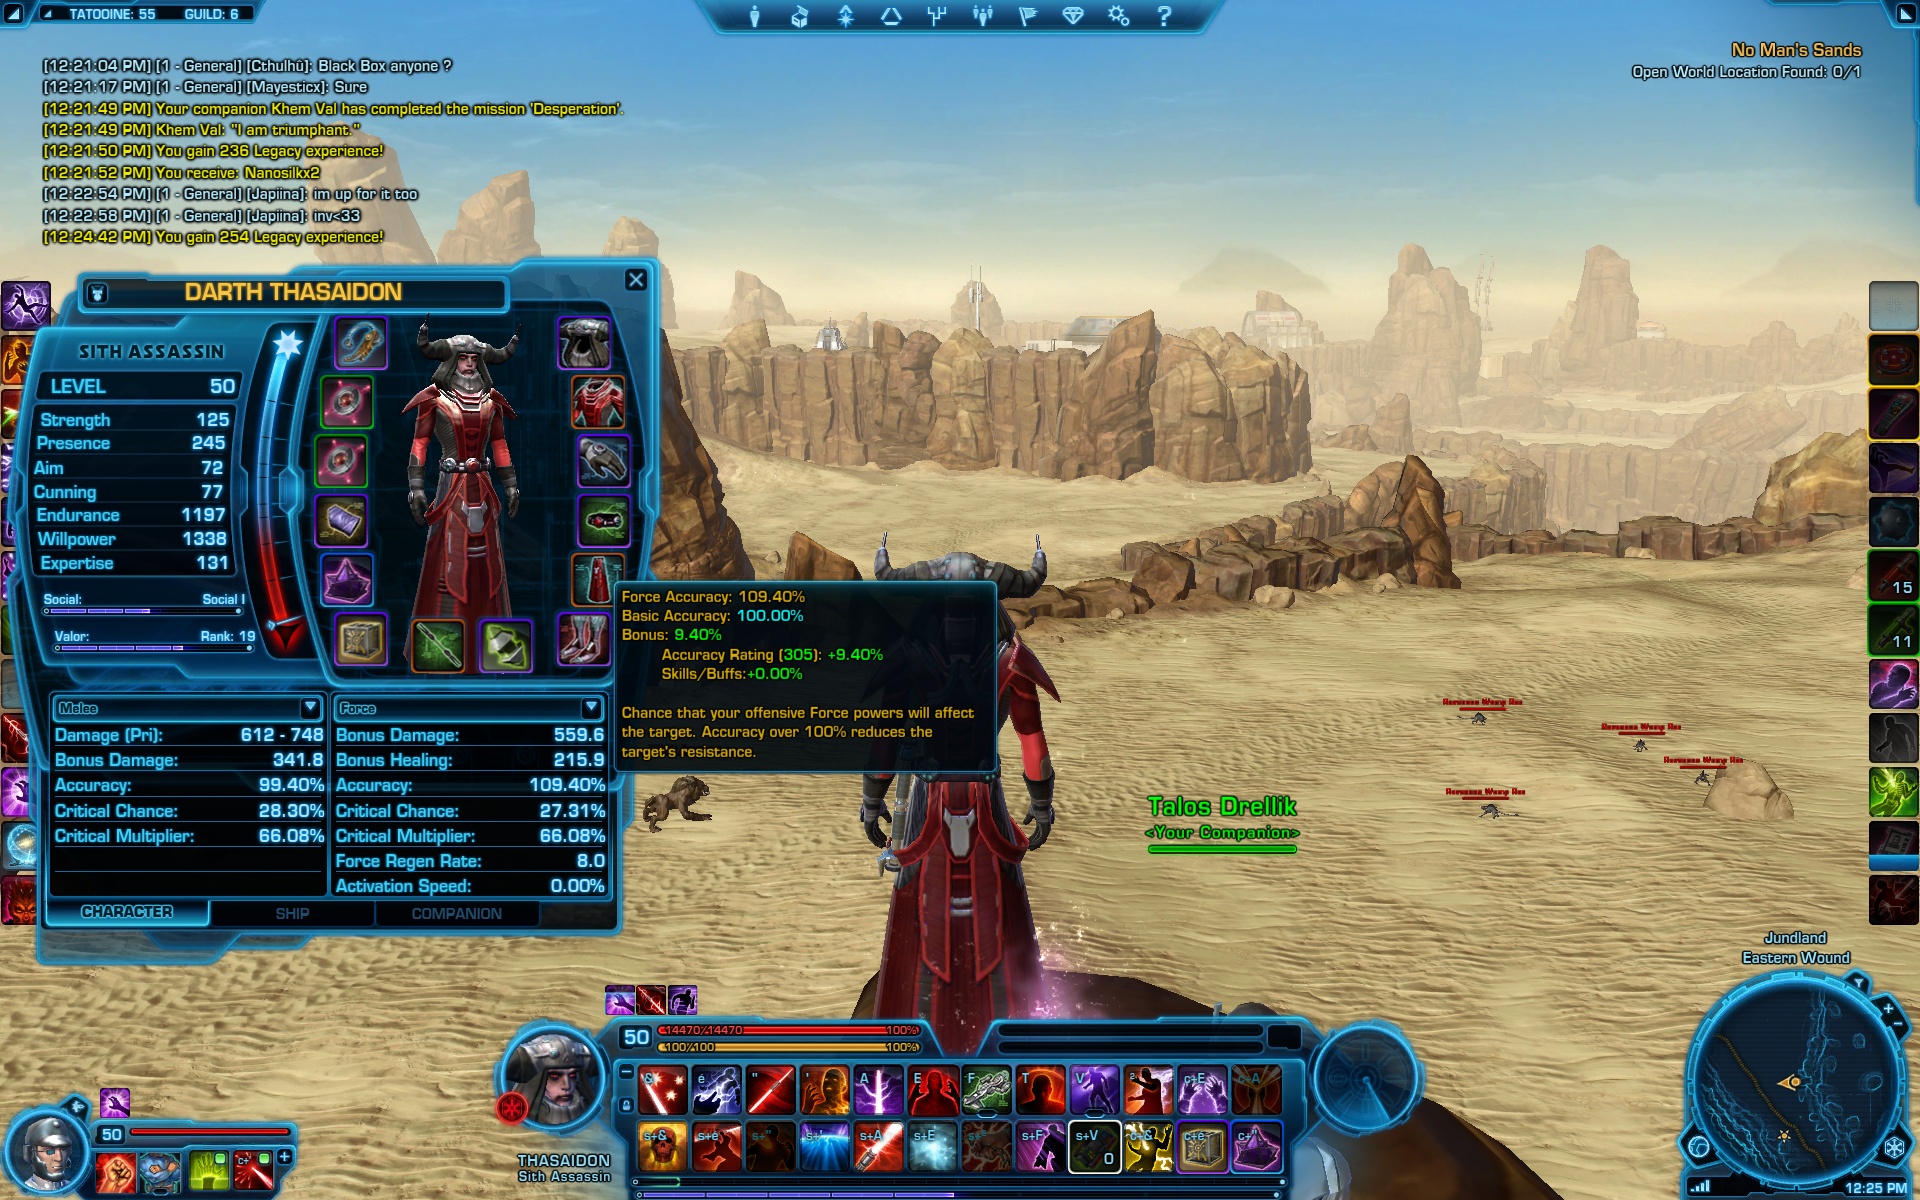 TATOOINE: 55 GUILD: 6
[12:21:04 PM] [1 - General] [Cthulhû]: Black Box anyone ?
[12:21:17 PM] [1 - General] [Mayesticx]: Sure
[12:21:49 PM] Your companion Khem Val has completed the mission 'Desperation'.
[12:21:49 PM] Khem Val: "I am triumphant."
[12:21:50 PM] You gain 236 Legacy experience!
[12:21:52 PM] You receive: Nanosilkx2
[12:22:54 PM] [1 - General] [Japiina]: im up for it too
[12:22:58 PM] [1 - General] [Japiina]: inv<33
[12:24:42 PM] You gain 254 Legacy experience!
No Man's Sands
Open World Location Found: 0/1
DARTH THASAIDON
SITH ASSASSIN
LEVEL 50
Strength 125
Presence 245
Aim 72
Cunning 77
Endurance 1197
Willpower 1338
Expertise 131
Social: Social I
Valor: Rank: 19
Melee
Damage (Pri): 612 - 748
Bonus Damage: 341.8
Accuracy: 99.40%
Critical Chance: 28.30%
Critical Multiplier: 66.08%
Force
Bonus Damage: 559.6
Bonus Healing: 215.9
Accuracy: 109.40%
Critical Chance: 27.31%
Critical Multiplier: 66.08%
Force Regen Rate: 8.0
Activation Speed: 0.00%
CHARACTER SHIP COMPANION
Force Accuracy: 109.40%
Basic Accuracy: 100.00%
Bonus: 9.40%
Accuracy Rating (305): +9.40%
Skills/Buffs:+0.00%
Chance that your offensive Force powers will affect
the target. Accuracy over 100% reduces the
target's resistance.
Talos Drellik
<Your Companion>
15
11
Jundland
Eastern Wound
12:25 PM
50 14470/14470 100%
100/100 100%
& é " ' A E F T V ² c+E c+A
s+& s+é s+" s+' s+A s+E s+F s+V 0 c+& c+é c+"
THASAIDON
Sith Assassin
50
c+